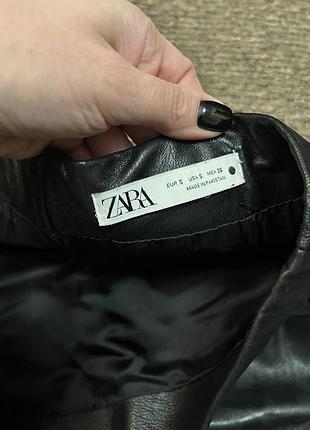 ZARA
EUR S USA S MEX 26
MADE IN PAKISTAN